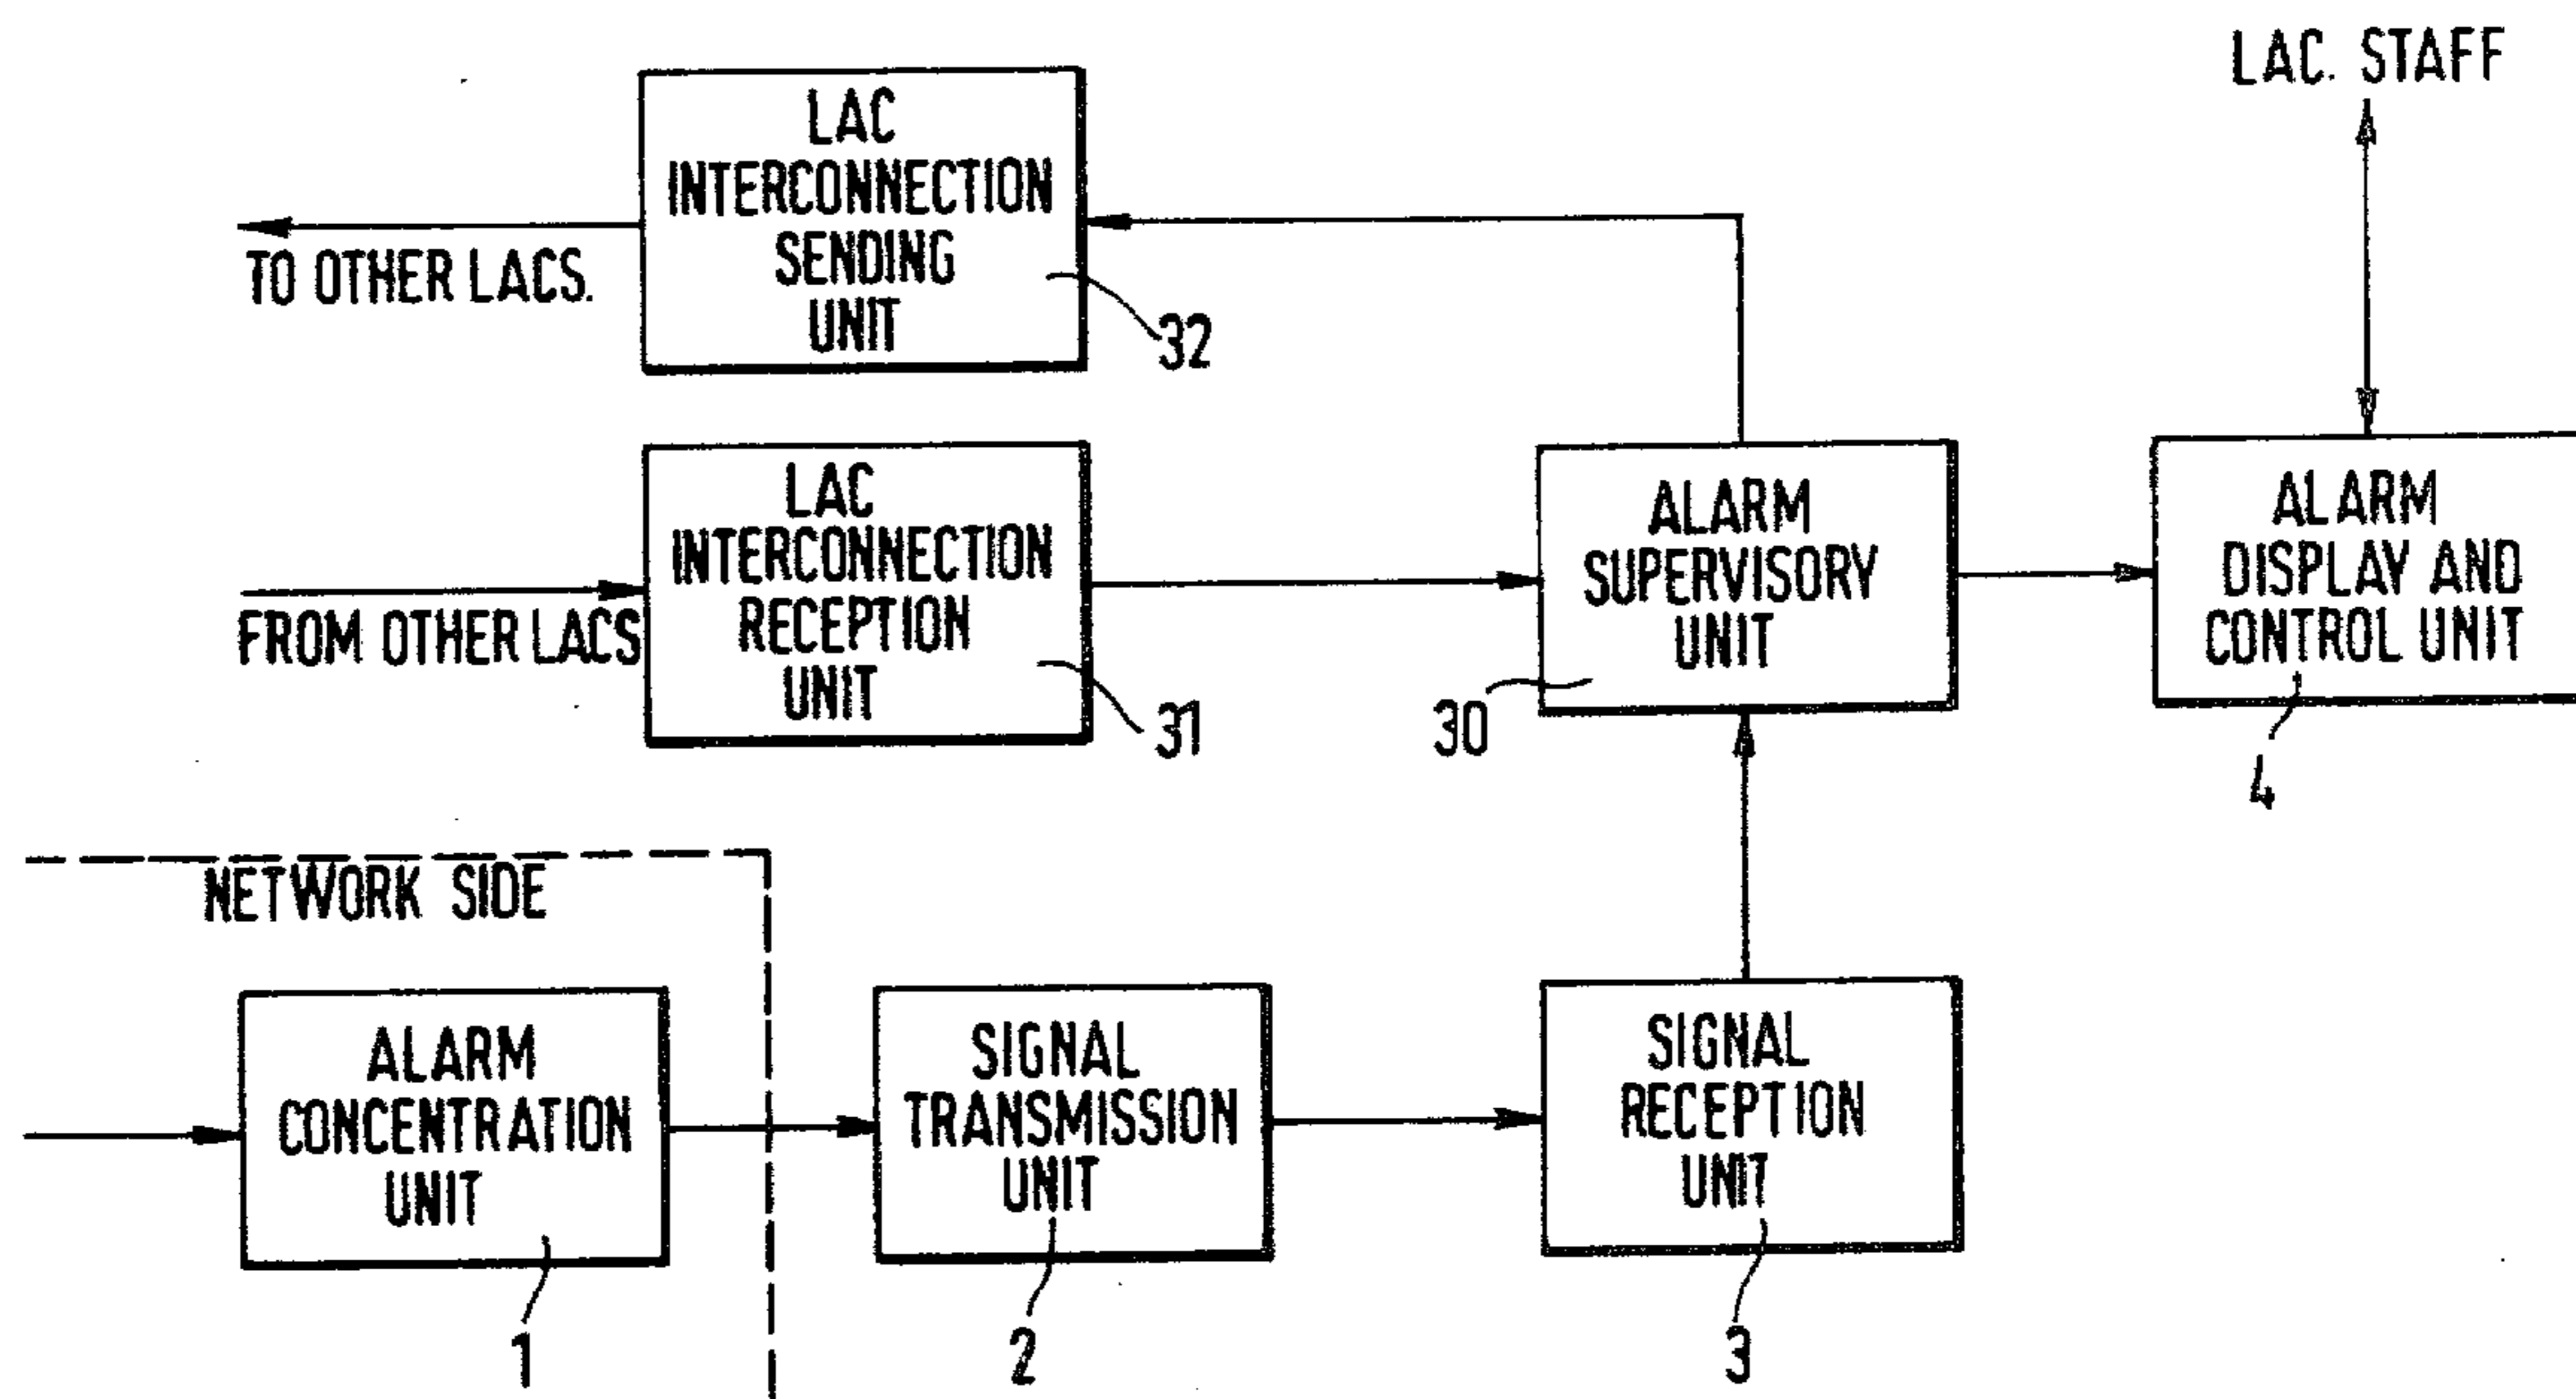 LAC. STAFF
LAC
INTERCONNECTION
SENDING
UNIT
32
TO OTHER LACS.
LAC
INTERCONNECTION
RECEPTION
UNIT
31
FROM OTHER LACS
ALARM
SUPERVISORY
UNIT
30
ALARM
DISPLAY AND
CONTROL UNIT
4
NETWORK SIDE
ALARM
CONCENTRATION
UNIT
1
SIGNAL
TRANSMISSION
UNIT
2
SIGNAL
RECEPTION
UNIT
3